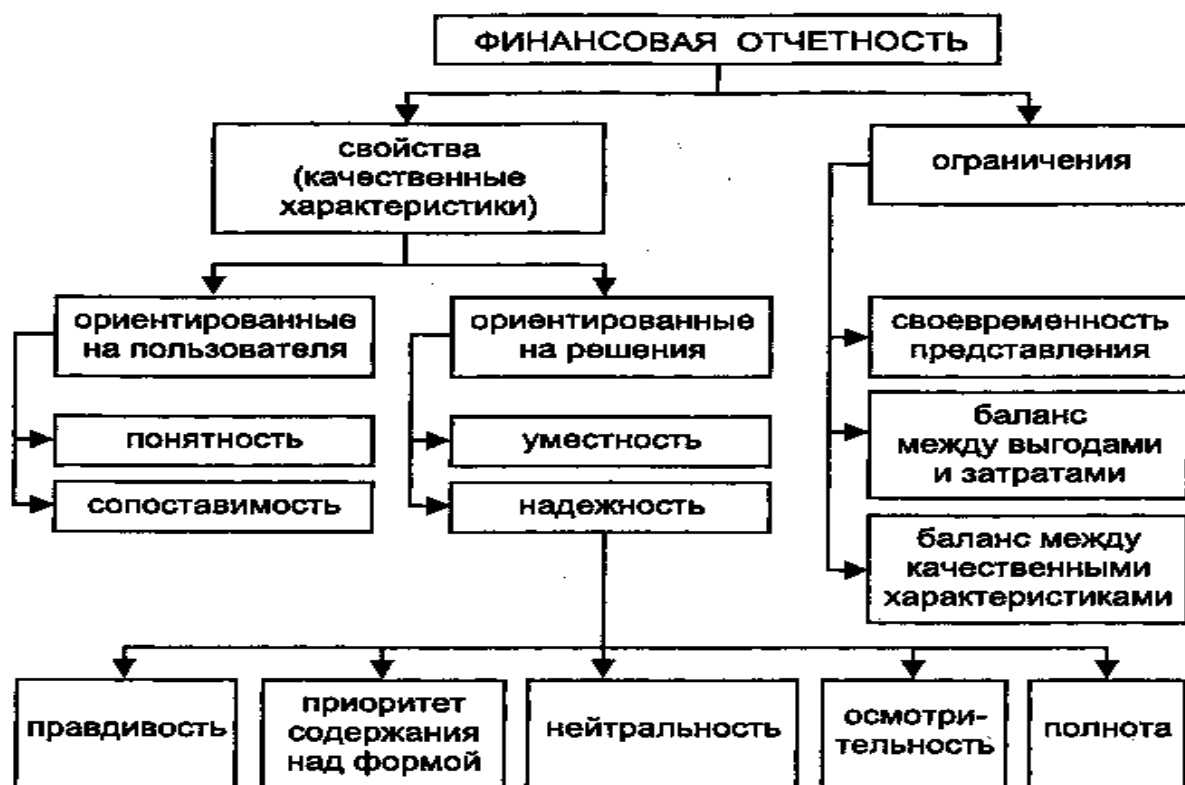 ФИНАНСОВАЯ ОТЧЕТНОСТЬ
свойства
(качественные
характеристики)
ограничения
ориентированные
на пользователя
ориентированные
на решения
своевременность
представления
понятность
уместность
баланс
между выгодами
и затратами
сопоставимость
надежность
баланс между
качественными
характеристиками
правдивость
приоритет
содержания
над формой
нейтральность
осмотри-
тельность
полнота